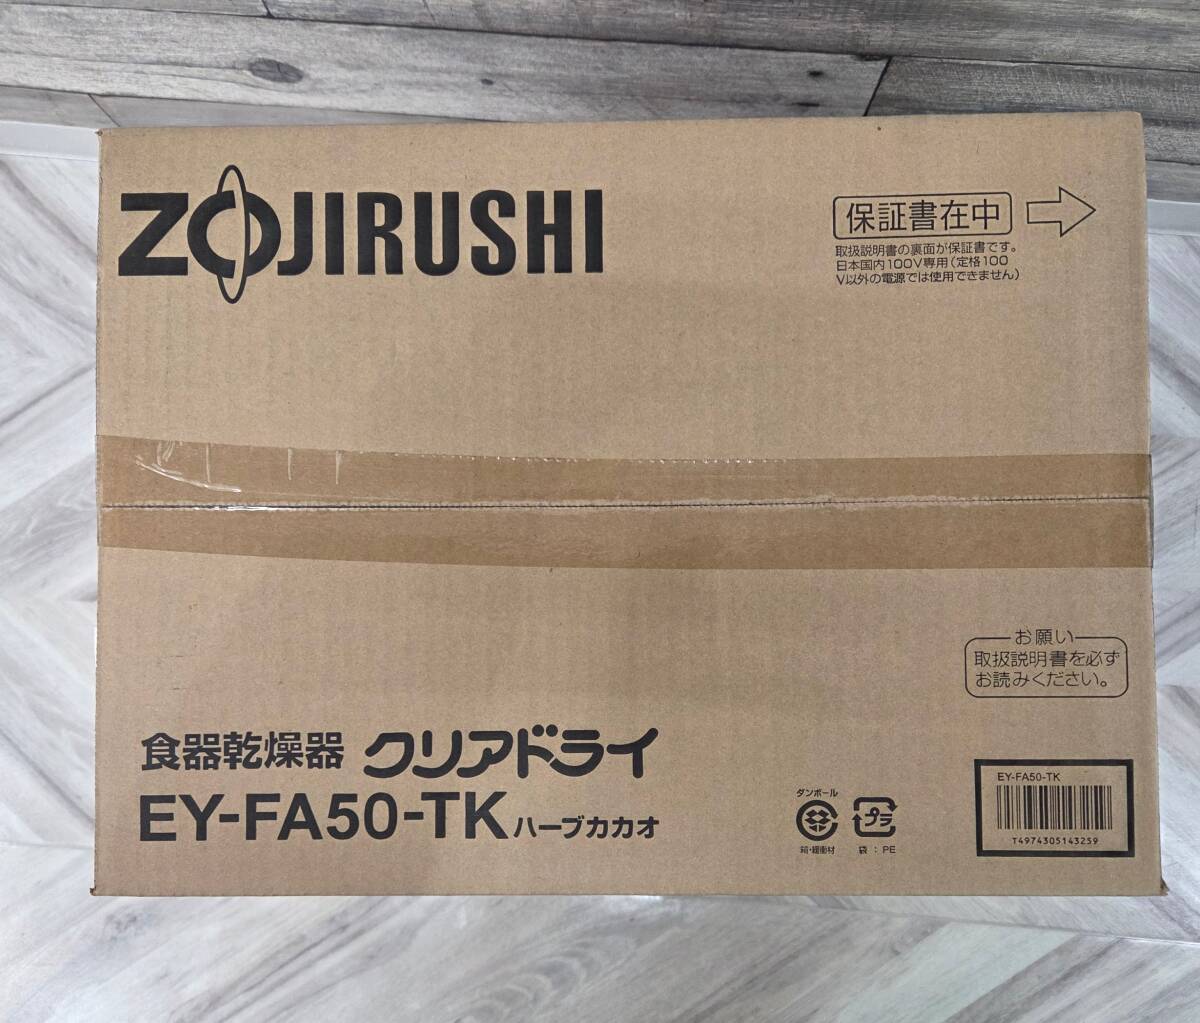 ZOJIRUSHI
保証書在中
取扱説明書の裏面が保証書です。
日本国内100V専用(定格100
V以外の電源では使用できません)
お願い
取扱説明書を必ず
お読みください。
食器乾燥器 クリアドライ
EY-FA50-TK ハーブカカオ
ダンボール
箱・緩衝材
プラ
袋：PE
EY-FA50-TK
T4974305143259